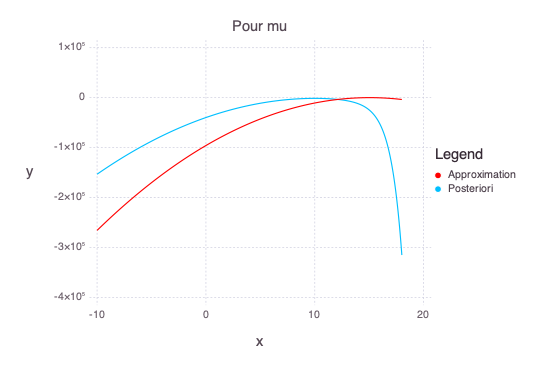 Pour mu
1×10⁵
0
-1×10⁵
-2×10⁵
-3×10⁵
-4×10⁵
y
-10 0 10 20
x
Legend
Approximation
Posteriori